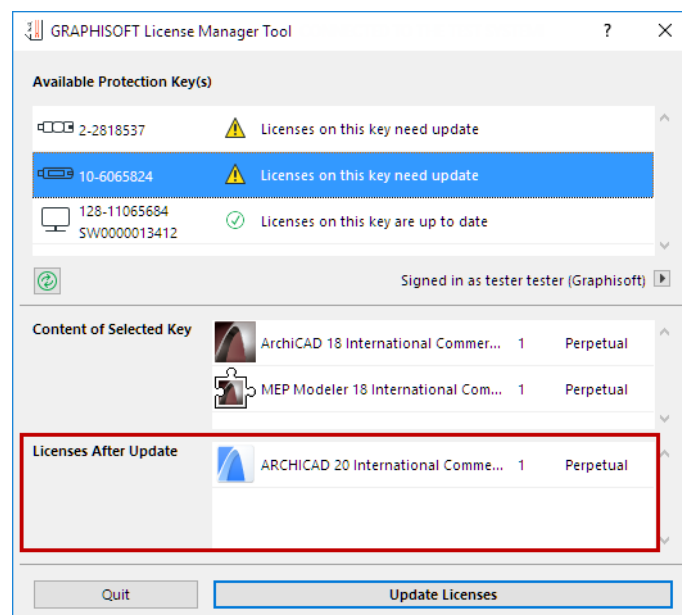 GRAPHISOFT License Manager Tool
Available Protection Key(s)
2-2818537 Licenses on this key need update
10-6065824 Licenses on this key need update
128-11065684
SW0000013412 Licenses on this key are up to date
Signed in as tester tester (Graphisoft)
Content of Selected Key
ArchiCAD 18 International Commer... 1 Perpetual
MEP Modeler 18 International Com... 1 Perpetual
Licenses After Update
ARCHICAD 20 International Comme... 1 Perpetual
Quit Update Licenses